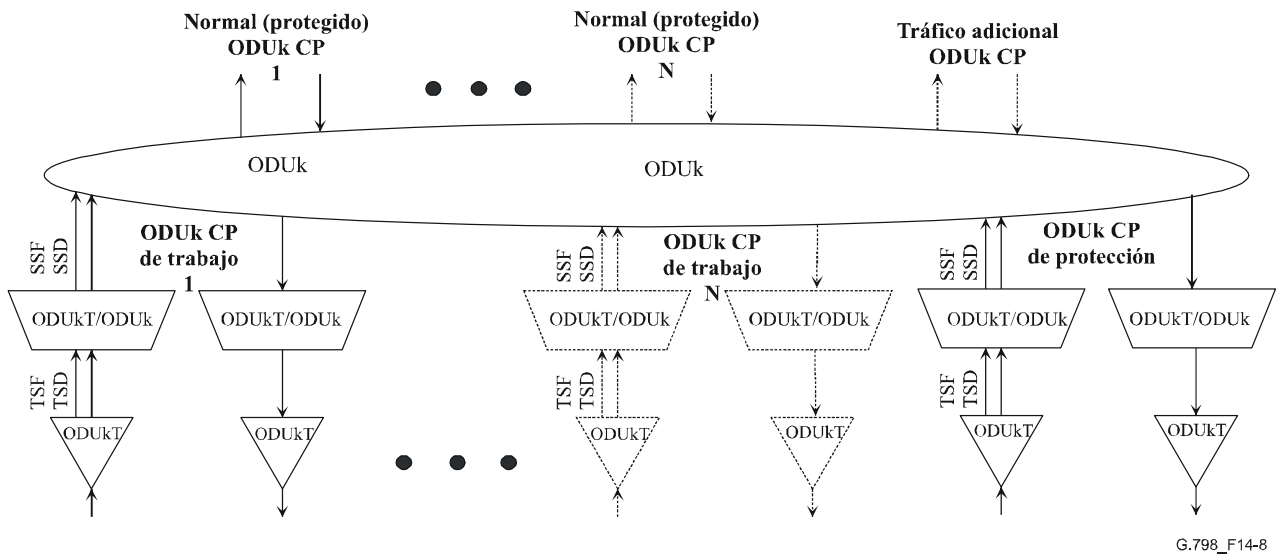 Normal (protegido)
ODUk CP
1
Normal (protegido)
ODUk CP
N
Tráfico adicional
ODUk CP
ODUk
ODUk
SSF
SSD
ODUk CP
de trabajo
1
SSF
SSD
ODUk CP
de trabajo
N
SSF
SSD
ODUk CP
de protección
ODUkT/ODUk
ODUkT/ODUk
ODUkT/ODUk
ODUkT/ODUk
ODUkT/ODUk
ODUkT/ODUk
TSF
TSD
TSF
TSD
TSF
TSD
ODUkT
ODUkT
ODUkT
ODUkT
ODUkT
ODUkT
G.798_F14-8